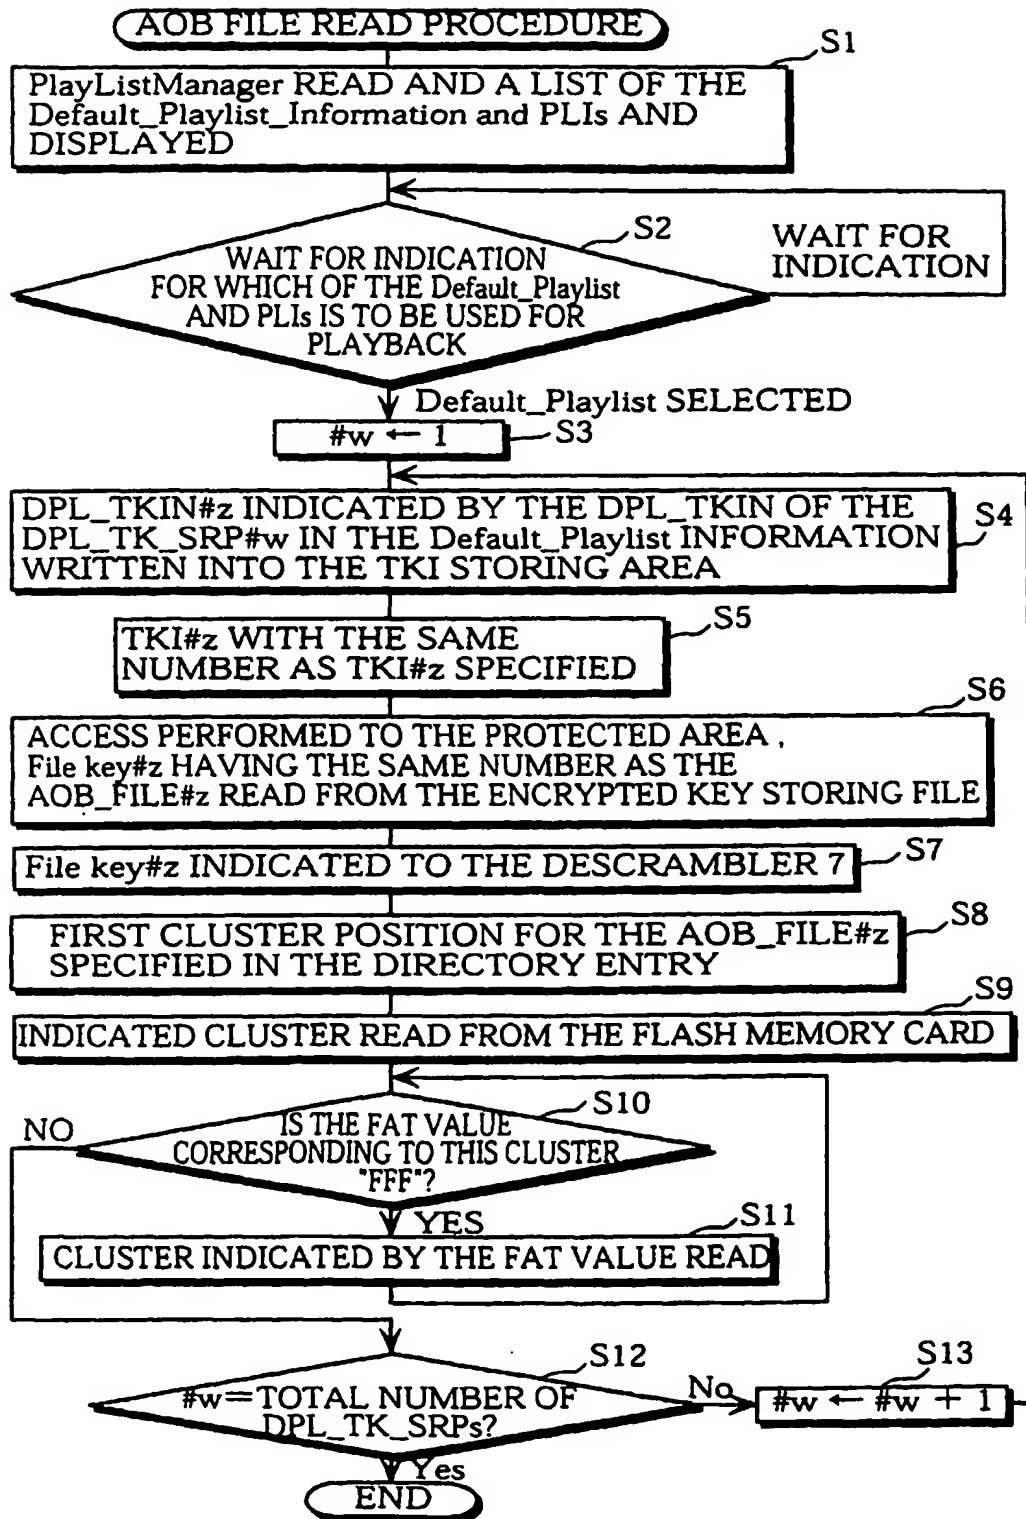 AOB FILE READ PROCEDURE
S1
PlayListManager READ AND A LIST OF THE
Default_Playlist_Information and PLIs AND
DISPLAYED
S2
WAIT FOR INDICATION
FOR WHICH OF THE Default_Playlist
AND PLIs IS TO BE USED FOR
PLAYBACK
WAIT FOR
INDICATION
Default_Playlist SELECTED
#w ← 1
S3
DPL_TKIN#z INDICATED BY THE DPL_TKIN OF THE
DPL_TK_SRP#w IN THE Default_Playlist INFORMATION
WRITTEN INTO THE TKI STORING AREA
S4
S5
TKI#z WITH THE SAME
NUMBER AS TKI#z SPECIFIED
S6
ACCESS PERFORMED TO THE PROTECTED AREA ,
File key#z HAVING THE SAME NUMBER AS THE
AOB_FILE#z READ FROM THE ENCRYPTED KEY STORING FILE
File key#z INDICATED TO THE DESCRAMBLER 7
S7
FIRST CLUSTER POSITION FOR THE AOB_FILE#z
SPECIFIED IN THE DIRECTORY ENTRY
S8
S9
INDICATED CLUSTER READ FROM THE FLASH MEMORY CARD
S10
NO
IS THE FAT VALUE
CORRESPONDING TO THIS CLUSTER
"FFF"?
YES
S11
CLUSTER INDICATED BY THE FAT VALUE READ
S12
#w=TOTAL NUMBER OF
DPL_TK_SRPs?
No
S13
#w ← #w + 1
Yes
END